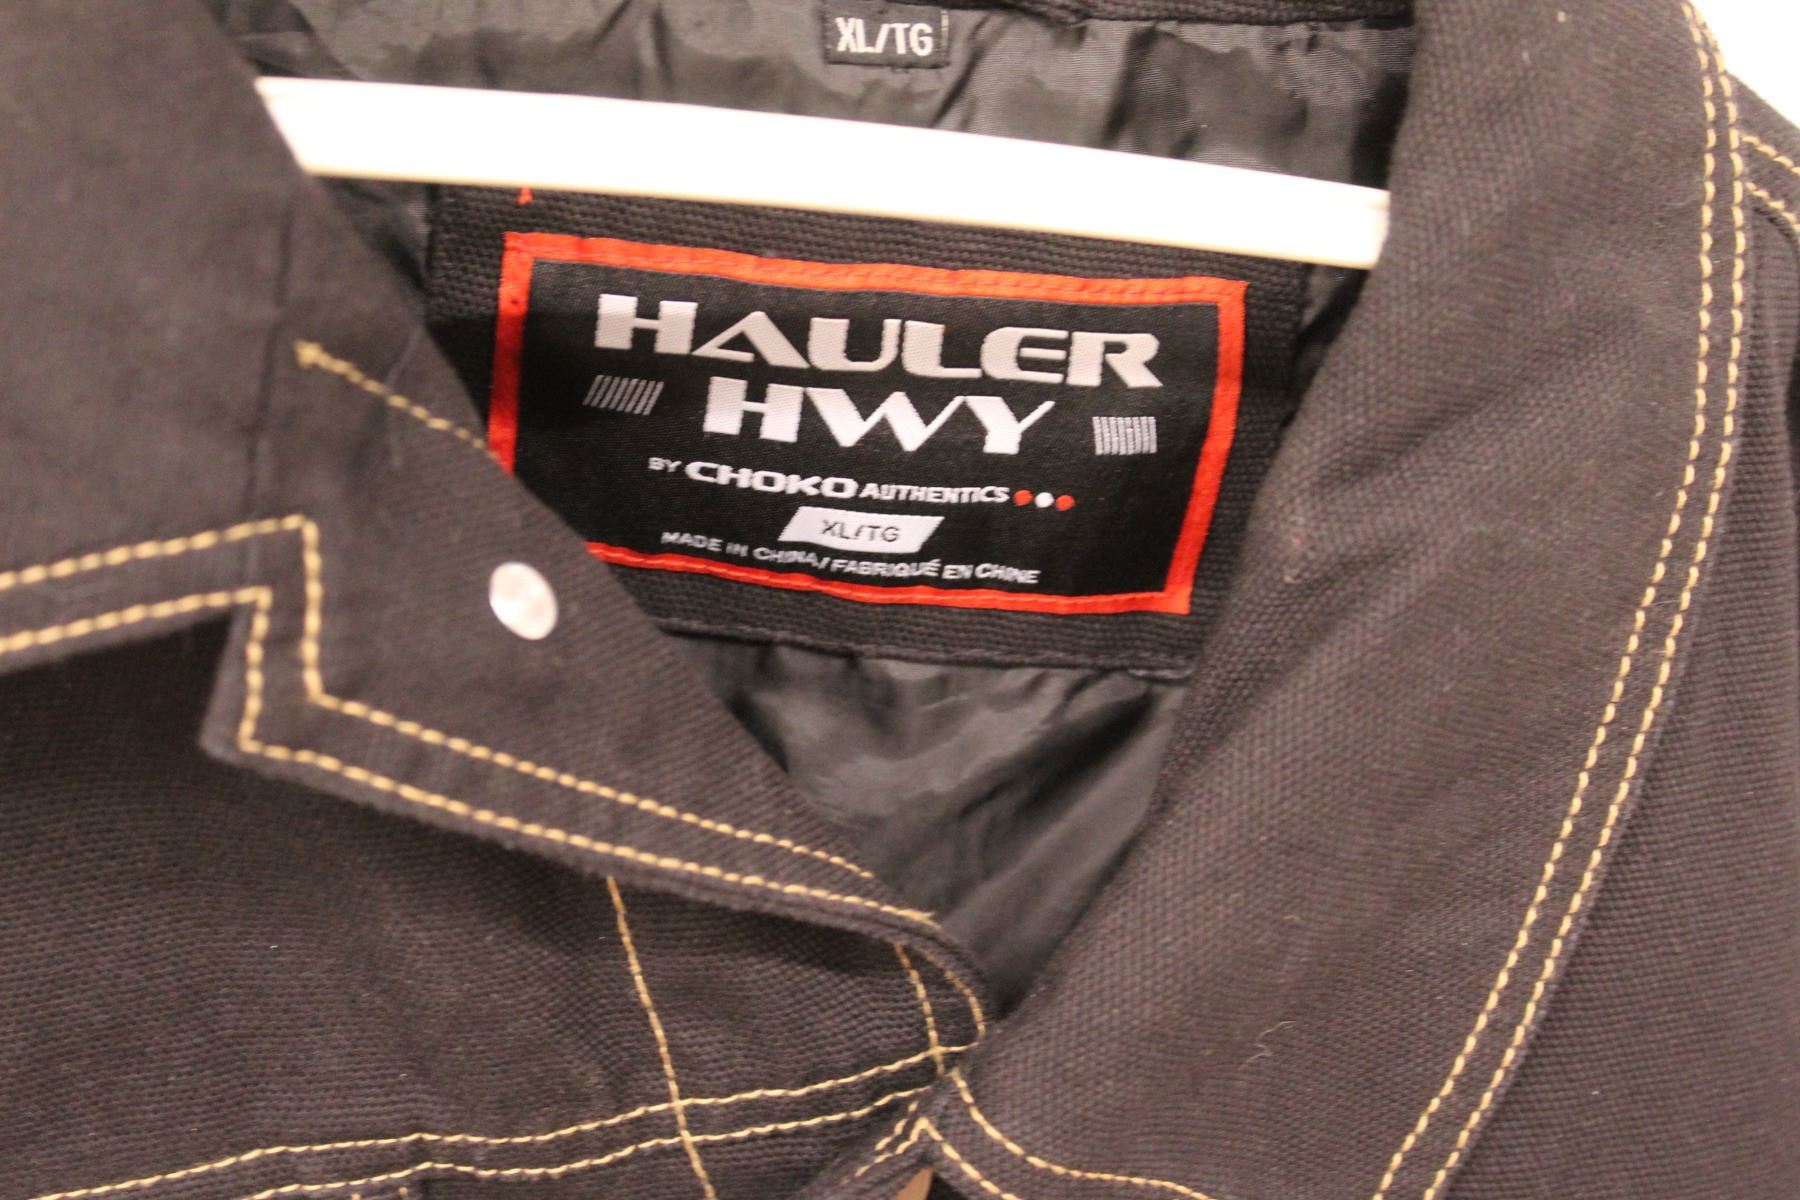 XL/TG
HAULER
HWY
BY CHOKO AUTHENTICS
XL/TG
MADE IN CHINA / FABRIQUÉ EN CHINE